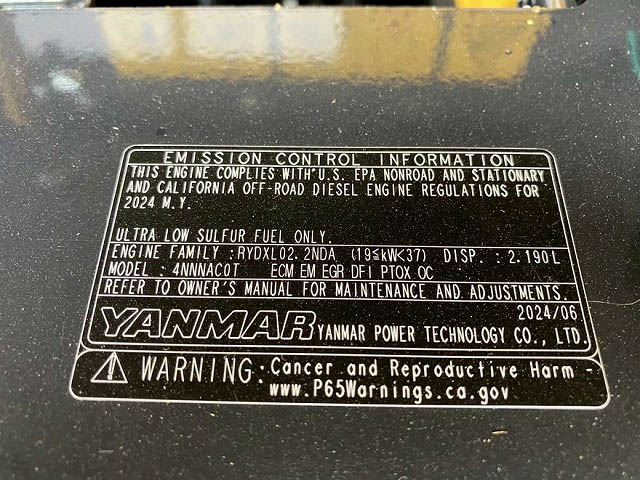 EMISSION CONTROL INFORMATION
THIS ENGINE COMPLIES WITH U.S. EPA NONROAD AND STATIONARY
AND CALIFORNIA OFF-ROAD DIESEL ENGINE REGULATIONS FOR
2024 M.Y.
ULTRA LOW SULFUR FUEL ONLY.
ENGINE FAMILY :RYDXL02.2NDA (19≤kW<37) DISP.: 2.190L
MODEL : 4NNNAC0T ECM EM EGR DFI PTOX OC
REFER TO OWNER'S MANUAL FOR MAINTENANCE AND ADJUSTMENTS.
2024/06
YANMAR YANMAR POWER TECHNOLOGY CO., LTD.
WARNING: Cancer and Reproductive Harm -
www.P65Warnings.ca.gov